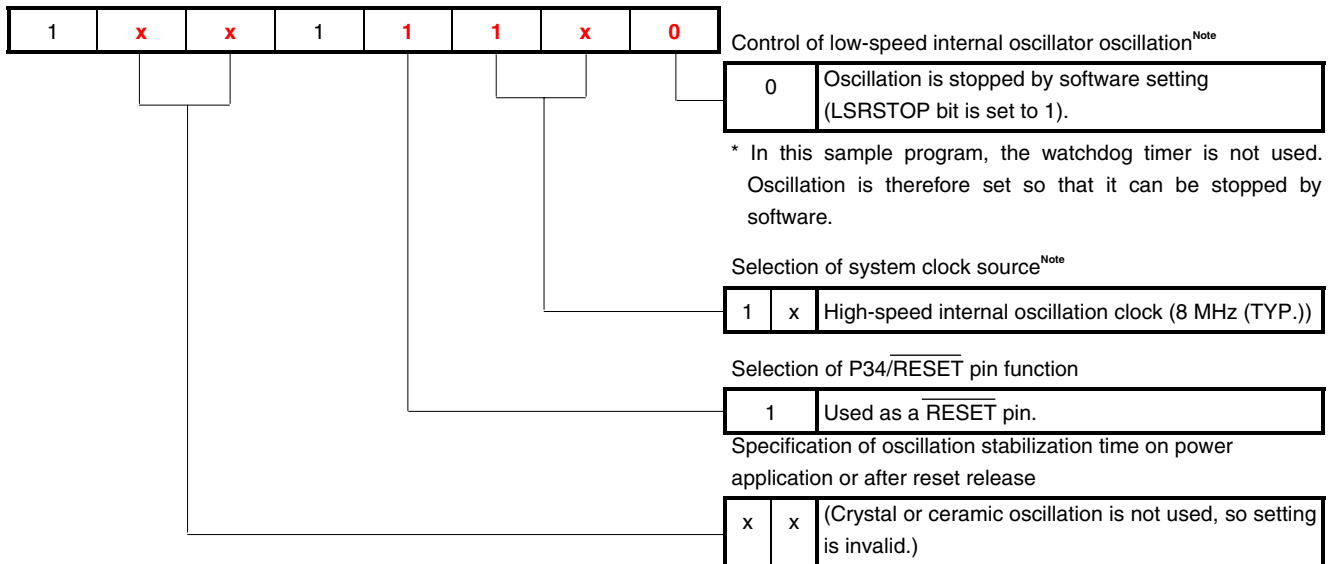 1 x x 1 1 1 x 0
Control of low-speed internal oscillator oscillation Note
0 Oscillation is stopped by software setting
(LSRSTOP bit is set to 1).
* In this sample program, the watchdog timer is not used.
Oscillation is therefore set so that it can be stopped by
software.
Selection of system clock source Note
1 x High-speed internal oscillation clock (8 MHz (TYP.))
Selection of P34/RESET pin function
1 Used as a RESET pin.
Specification of oscillation stabilization time on power
application or after reset release
x x (Crystal or ceramic oscillation is not used, so setting
is invalid.)